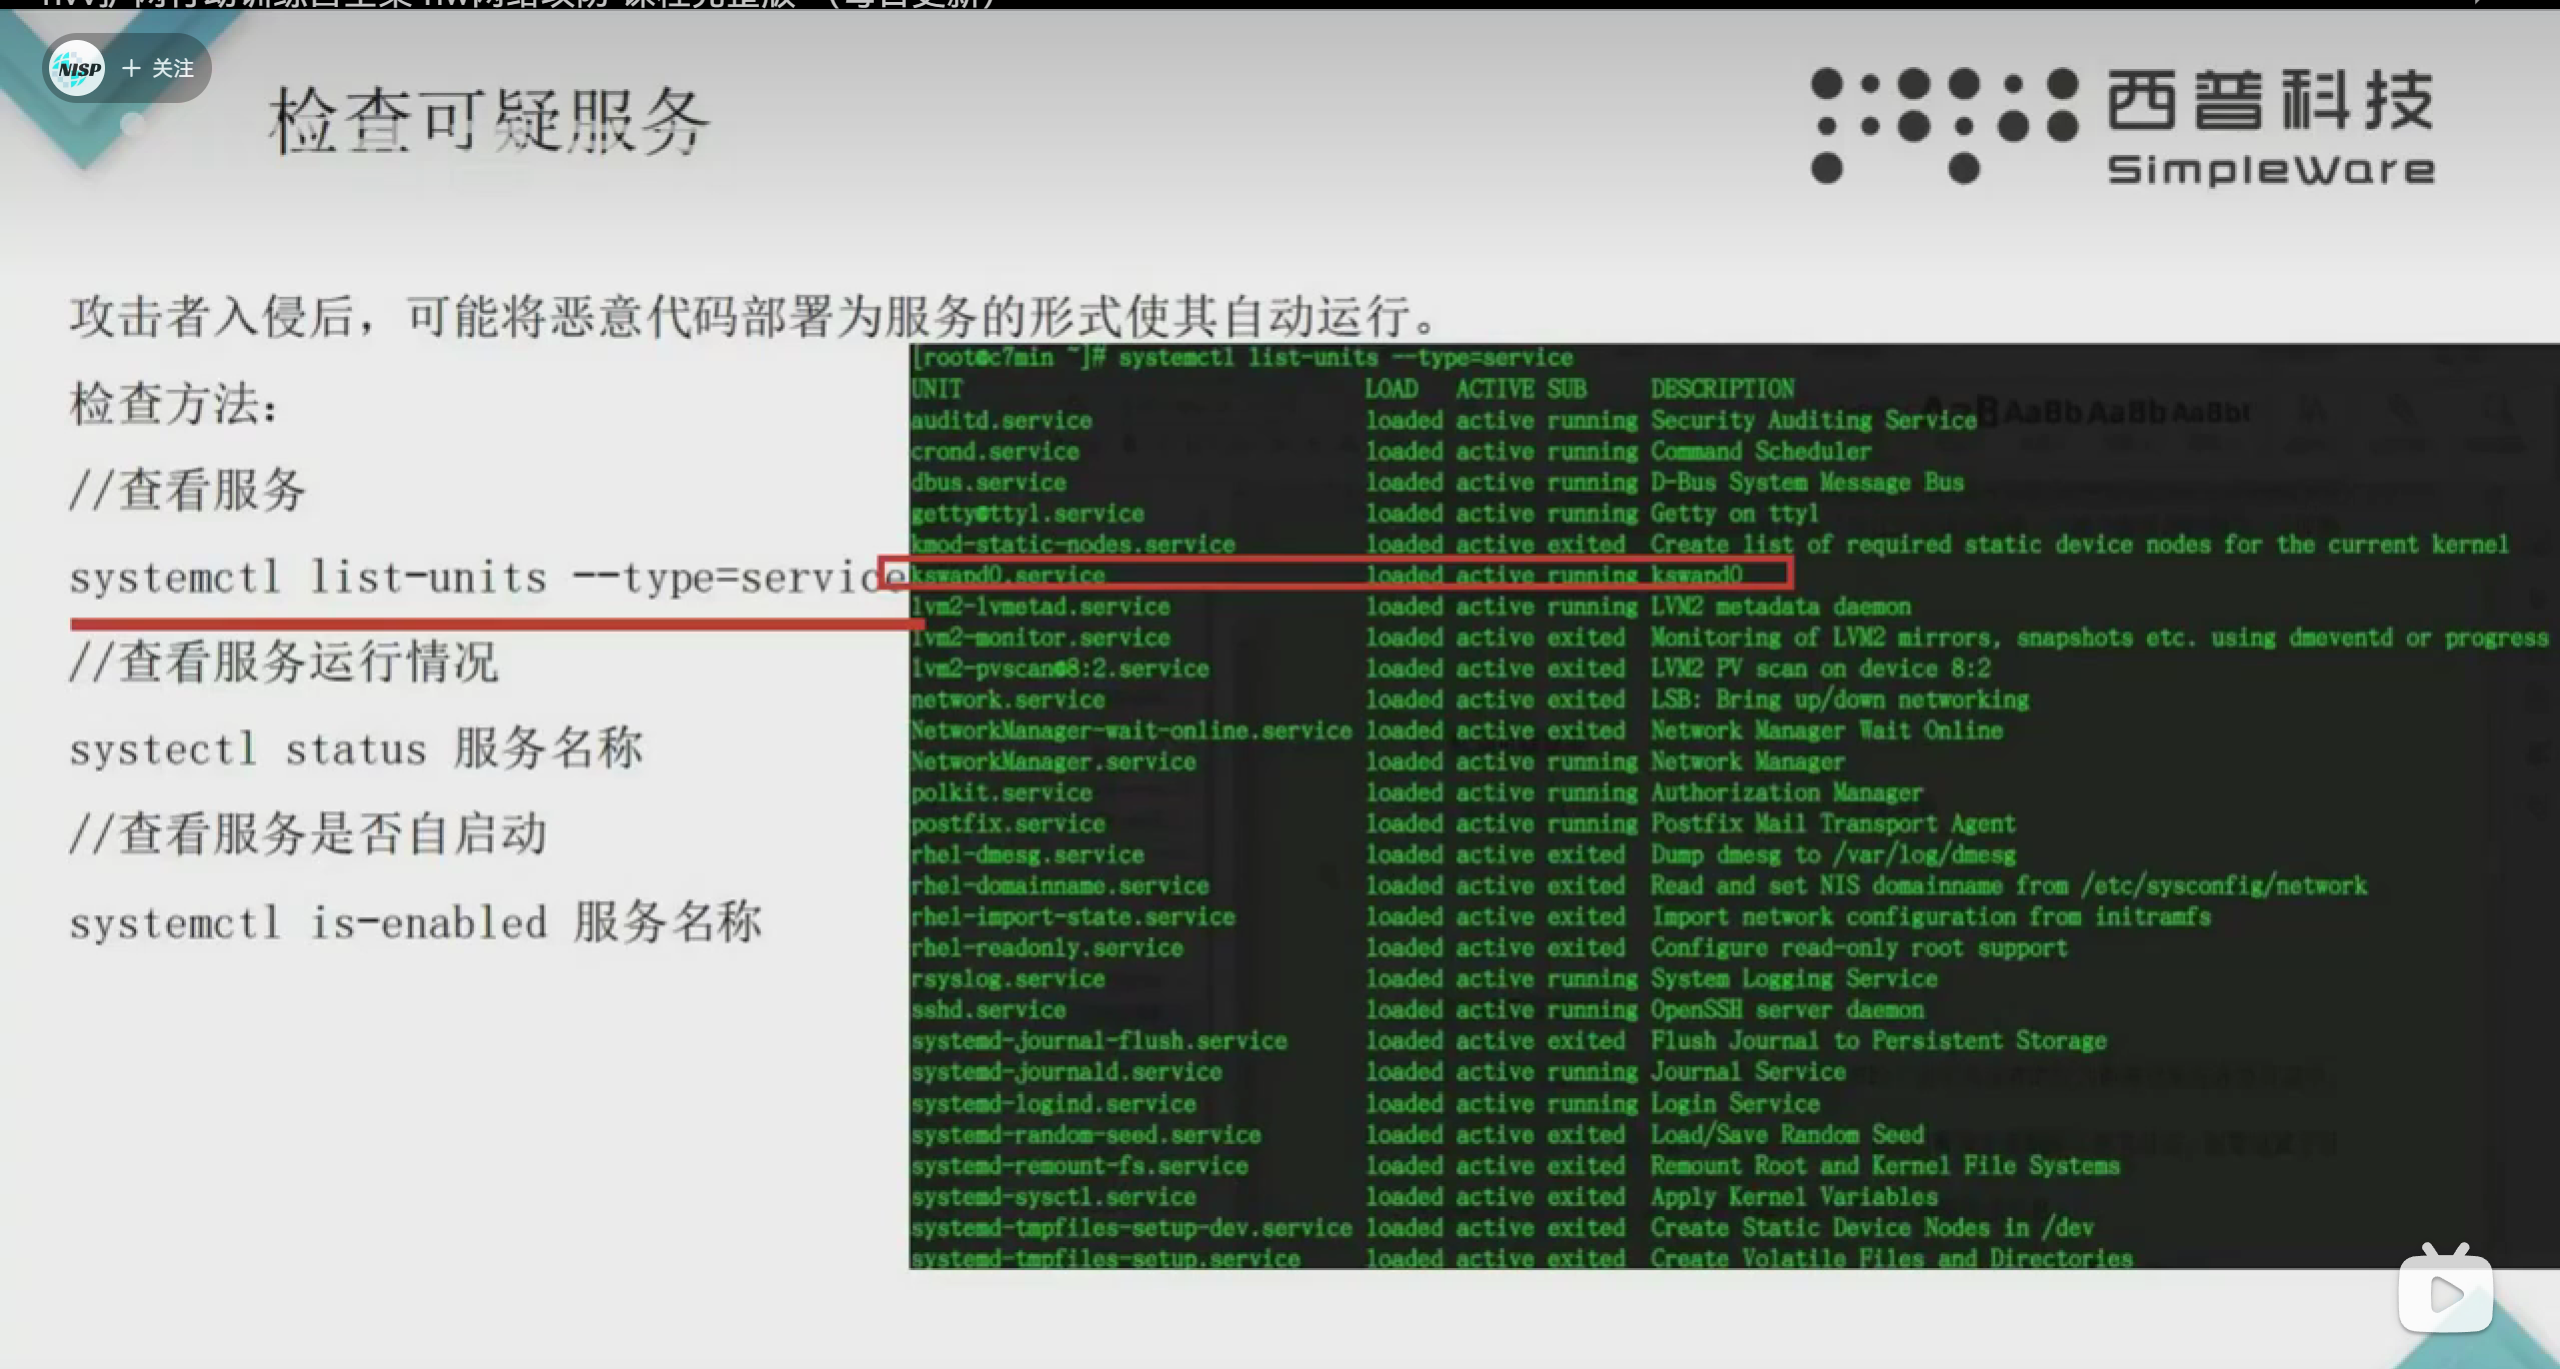 NISP + 关注
检查可疑服务
西普科技
SimpleWare
攻击者入侵后，可能将恶意代码部署为服务的形式使其自动运行。
检查方法：
//查看服务
systemctl list-units --type=service
//查看服务运行情况
systectl status 服务名称
//查看服务是否自启动
systemctl is-enabled 服务名称
[root@c7min ~]# systemctl list-units --type=service
UNIT LOAD ACTIVE SUB DESCRIPTION
auditd.service loaded active running Security Auditing Service
crond.service loaded active running Command Scheduler
dbus.service loaded active running D-Bus System Message Bus
getty@tty1.service loaded active running Getty on tty1
kmod-static-nodes.service loaded active exited Create list of required static device nodes for the current kernel
kswapd0.service loaded active running kswapd0
lvm2-lvmetad.service loaded active running LVM2 metadata daemon
lvm2-monitor.service loaded active exited Monitoring of LVM2 mirrors, snapshots etc. using dmeventd or progress
lvm2-pvscan@8:2.service loaded active exited LVM2 PV scan on device 8:2
network.service loaded active exited LSB: Bring up/down networking
NetworkManager-wait-online.service loaded active exited Network Manager Wait Online
NetworkManager.service loaded active running Network Manager
polkit.service loaded active running Authorization Manager
postfix.service loaded active running Postfix Mail Transport Agent
rhel-dmesg.service loaded active exited Dump dmesg to /var/log/dmesg
rhel-domainname.service loaded active exited Read and set NIS domainname from /etc/sysconfig/network
rhel-import-state.service loaded active exited Import network configuration from initramfs
rhel-readonly.service loaded active exited Configure read-only root support
rsyslog.service loaded active running System Logging Service
sshd.service loaded active running OpenSSH server daemon
systemd-journal-flush.service loaded active exited Flush Journal to Persistent Storage
systemd-journald.service loaded active running Journal Service
systemd-logind.service loaded active running Login Service
systemd-random-seed.service loaded active exited Load/Save Random Seed
systemd-remount-fs.service loaded active exited Remount Root and Kernel File Systems
systemd-sysctl.service loaded active exited Apply Kernel Variables
systemd-tmpfiles-setup-dev.service loaded active exited Create Static Device Nodes in /dev
systemd-tmpfiles-setup.service loaded active exited Create Volatile Files and Directories